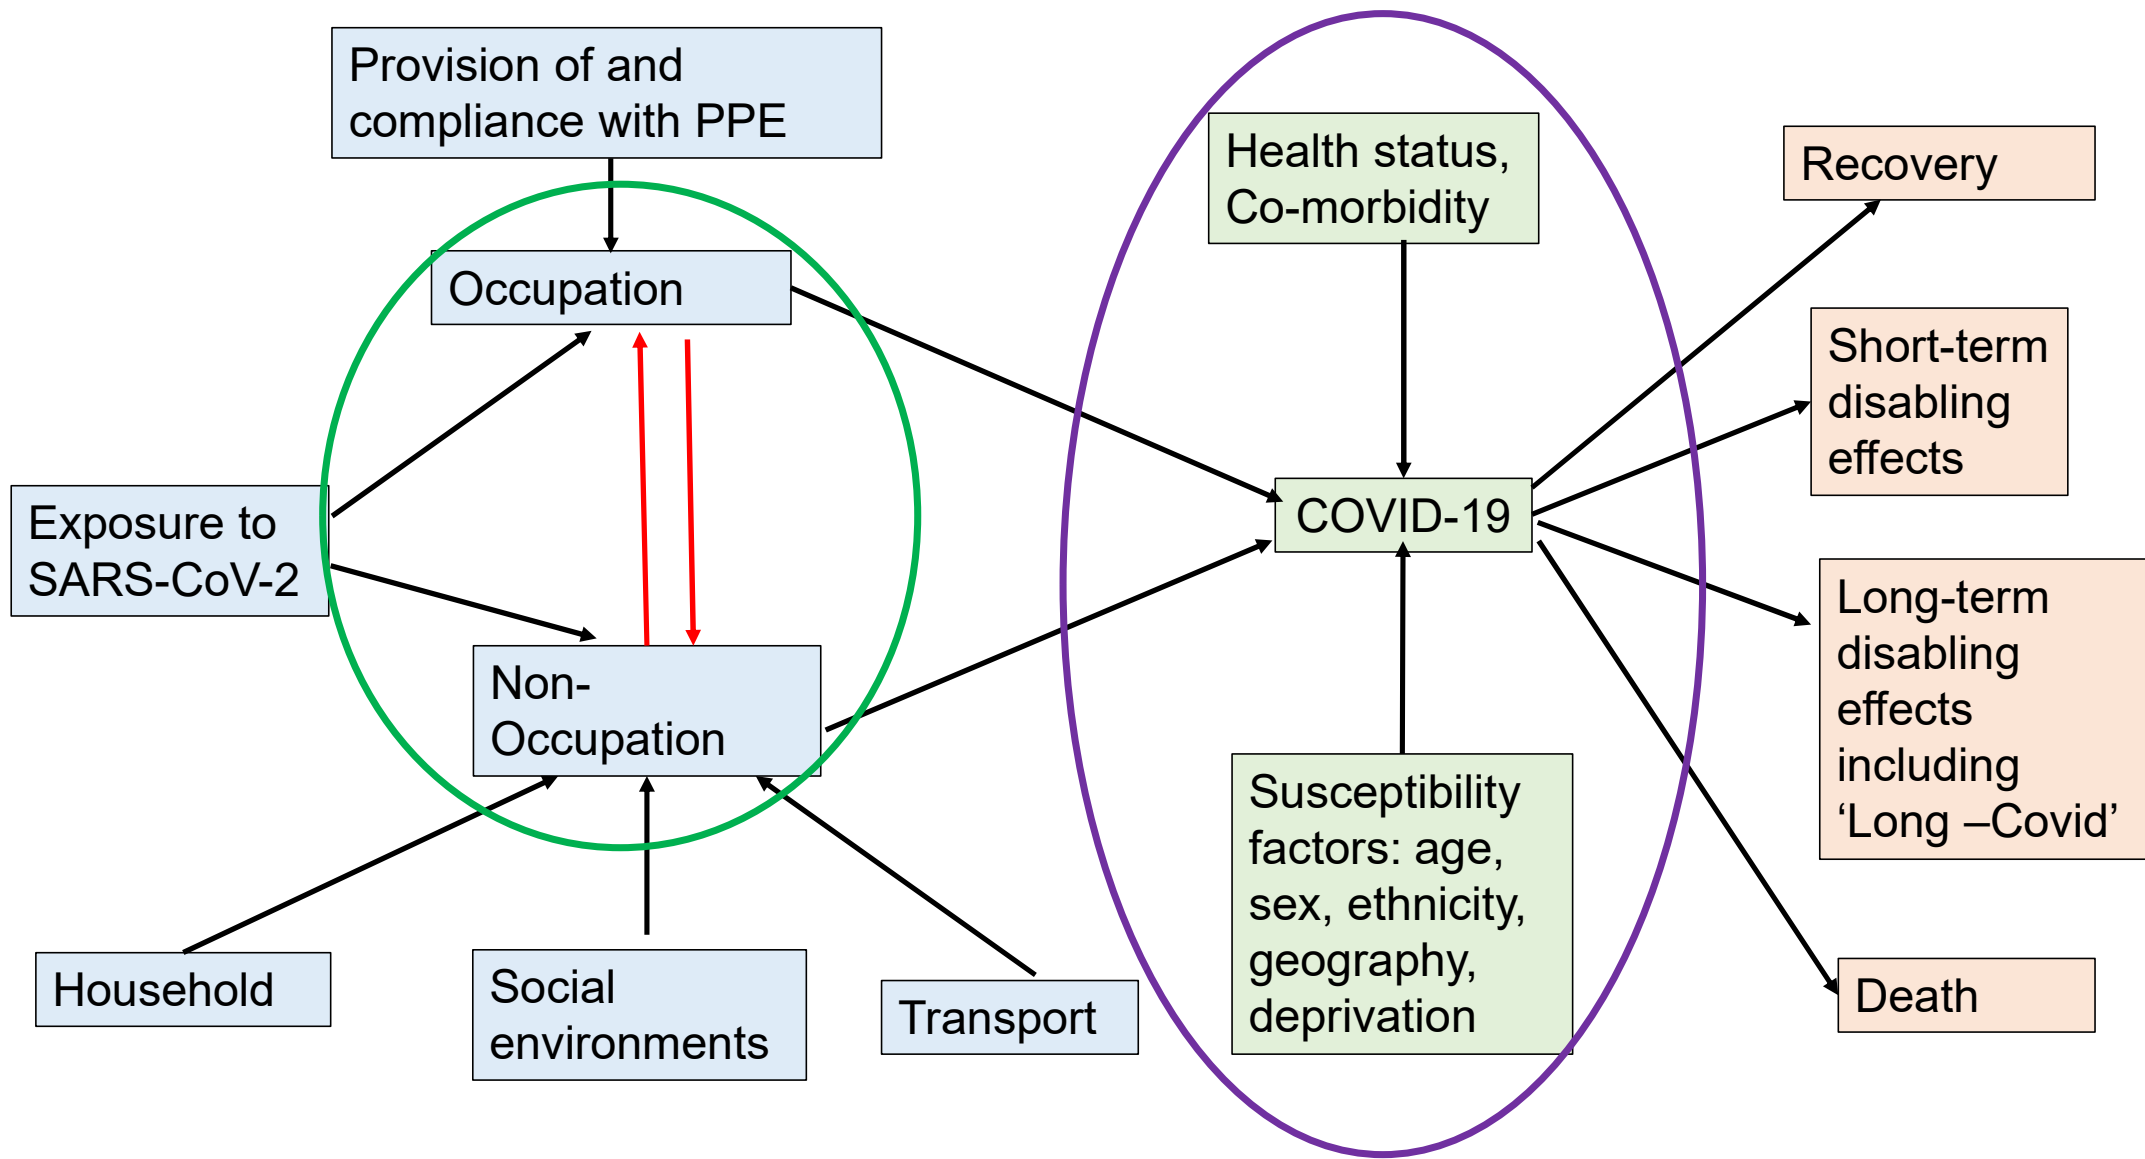 Provision of and
compliance with PPE
Occupation
Exposure to
SARS-CoV-2
Non-
Occupation
Household
Social
environments
Transport
Health status,
Co-morbidity
COVID-19
Susceptibility
factors: age,
sex, ethnicity,
geography,
deprivation
Recovery
Short-term
disabling
effects
Long-term
disabling
effects
including
‘Long –Covid’
Death